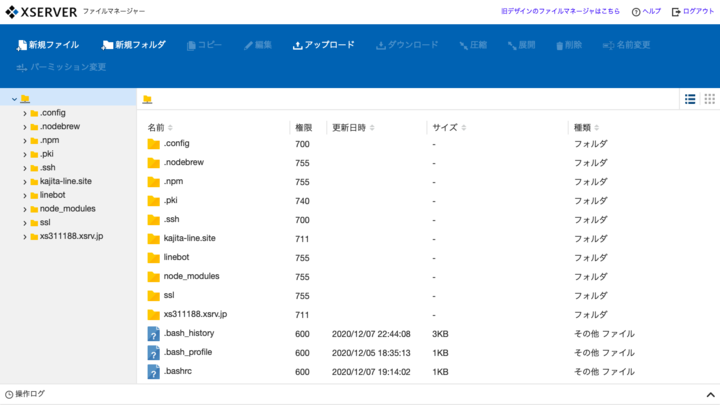 XSERVER ファイルマネージャー 旧デザインのファイルマネージャはこちら ヘルプ ログアウト
新規ファイル 新規フォルダ コピー 編集 アップロード ダウンロード 圧縮 展開 削除 名前変更
パーミッション変更
.config
.nodebrew
.npm
.pki
.ssh
kajita-line.site
linebot
node_modules
ssl
xs311188.xsrv.jp
名前 権限 更新日時 サイズ 種類
.config 700 - フォルダ
.nodebrew 755 - フォルダ
.npm 755 - フォルダ
.pki 740 - フォルダ
.ssh 700 - フォルダ
kajita-line.site 711 - フォルダ
linebot 755 - フォルダ
node_modules 755 - フォルダ
ssl 755 - フォルダ
xs311188.xsrv.jp 711 - フォルダ
.bash_history 600 2020/12/07 22:44:08 3KB その他 ファイル
.bash_profile 600 2020/12/05 18:35:13 1KB その他 ファイル
.bashrc 600 2020/12/07 19:14:02 1KB その他 ファイル
操作ログ